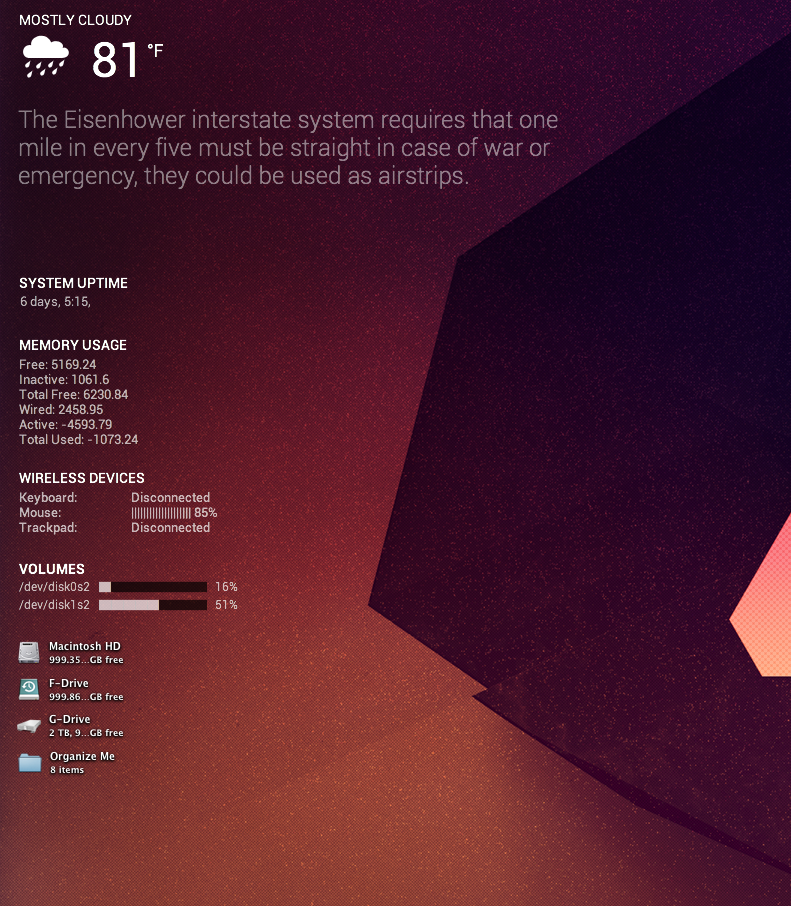 MOSTLY CLOUDY
81 °F
The Eisenhower interstate system requires that one
mile in every five must be straight in case of war or
emergency, they could be used as airstrips.
SYSTEM UPTIME
6 days, 5:15,
MEMORY USAGE
Free: 5169.24
Inactive: 1061.6
Total Free: 6230.84
Wired: 2458.95
Active: -4593.79
Total Used: -1073.24
WIRELESS DEVICES
Keyboard: Disconnected
Mouse: |||||||||||||||||||| 85%
Trackpad: Disconnected
VOLUMES
/dev/disk0s2 16%
/dev/disk1s2 51%
Macintosh HD
999.35...GB free
F-Drive
999.86...GB free
G-Drive
2 TB, 9...GB free
Organize Me
8 items